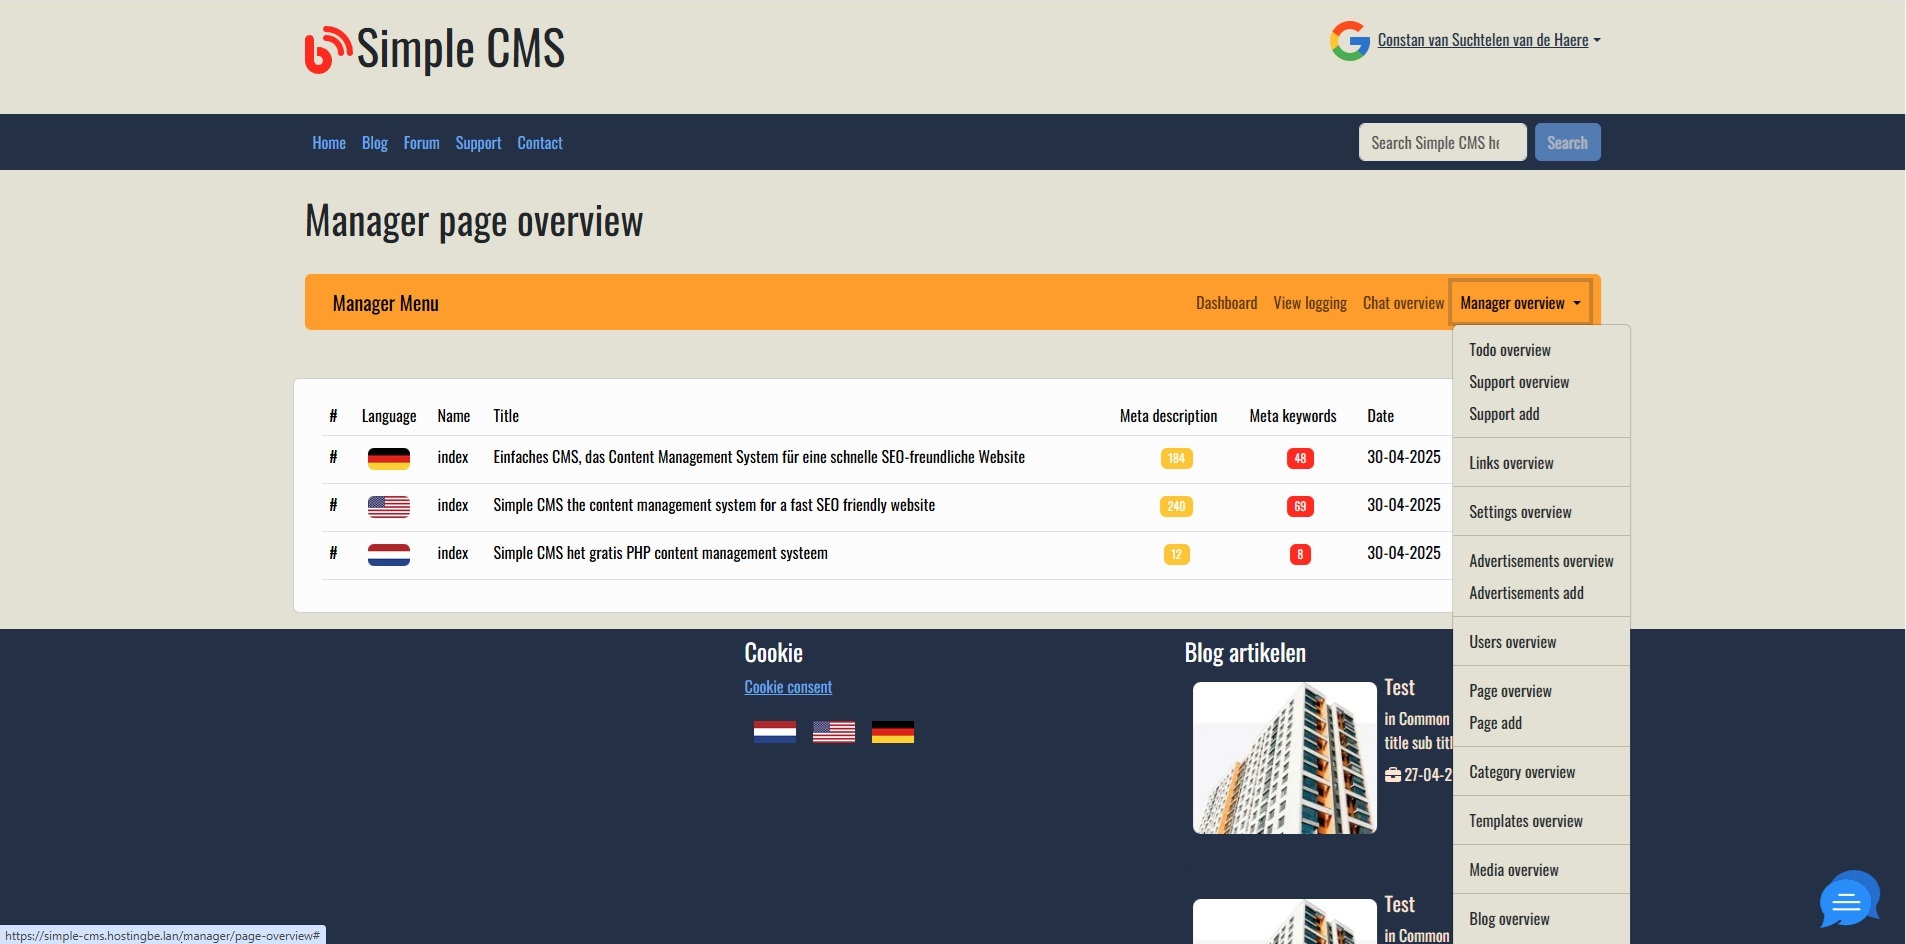 Simple CMS
Constan van Suchtelen van de Haere
Home Blog Forum Support Contact
Search Simple CMS he
Search
Manager page overview
Manager Menu
Dashboard View logging Chat overview Manager overview
Todo overview
Support overview
Support add
Links overview
Settings overview
Advertisements overview
Advertisements add
Users overview
Page overview
Page add
Category overview
Templates overview
Media overview
Blog overview
# Language Name Title Meta description Meta keywords Date
# index Einfaches CMS, das Content Management System für eine schnelle SEO-freundliche Website 184 48 30-04-2025
# index Simple CMS the content management system for a fast SEO friendly website 240 69 30-04-2025
# index Simple CMS het gratis PHP content management systeem 12 8 30-04-2025
Cookie
Cookie consent
Blog artikelen
Test
in Common
title sub titl
27-04-2
Test
in Common
https://simple-cms.hostingbe.lan/manager/page-overview#